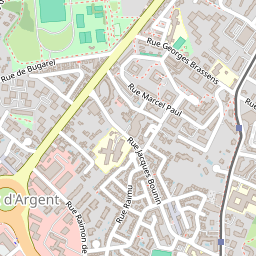 Rue Georges Brassens
Rue de Bugarel
Rue Marcel Paul
Rue Jacques Bounin
d'Argent
Rue Raimu
Rue Raimon de